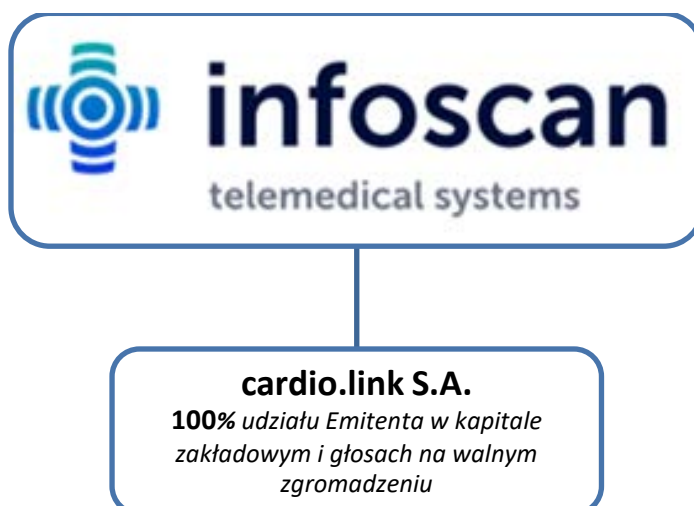 infoscan
telemedical systems
cardio.link S.A.
100% udziału Emitenta w kapitale
zakładowym i głosach na walnym
zgromadzeniu